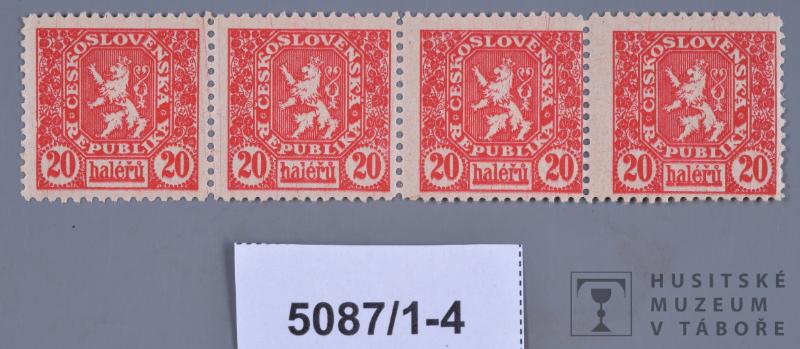 ČESKOSLOVENSKÁ
REPUBLIKA
20 haléřů 20
ČESKOSLOVENSKÁ
REPUBLIKA
20 haléřů 20
ČESKOSLOVENSKÁ
REPUBLIKA
20 haléřů 20
ČESKOSLOVENSKÁ
REPUBLIKA
20 haléřů 20
5087/1-4
HUSITSKÉ
MUZEUM
V TÁBOŘE